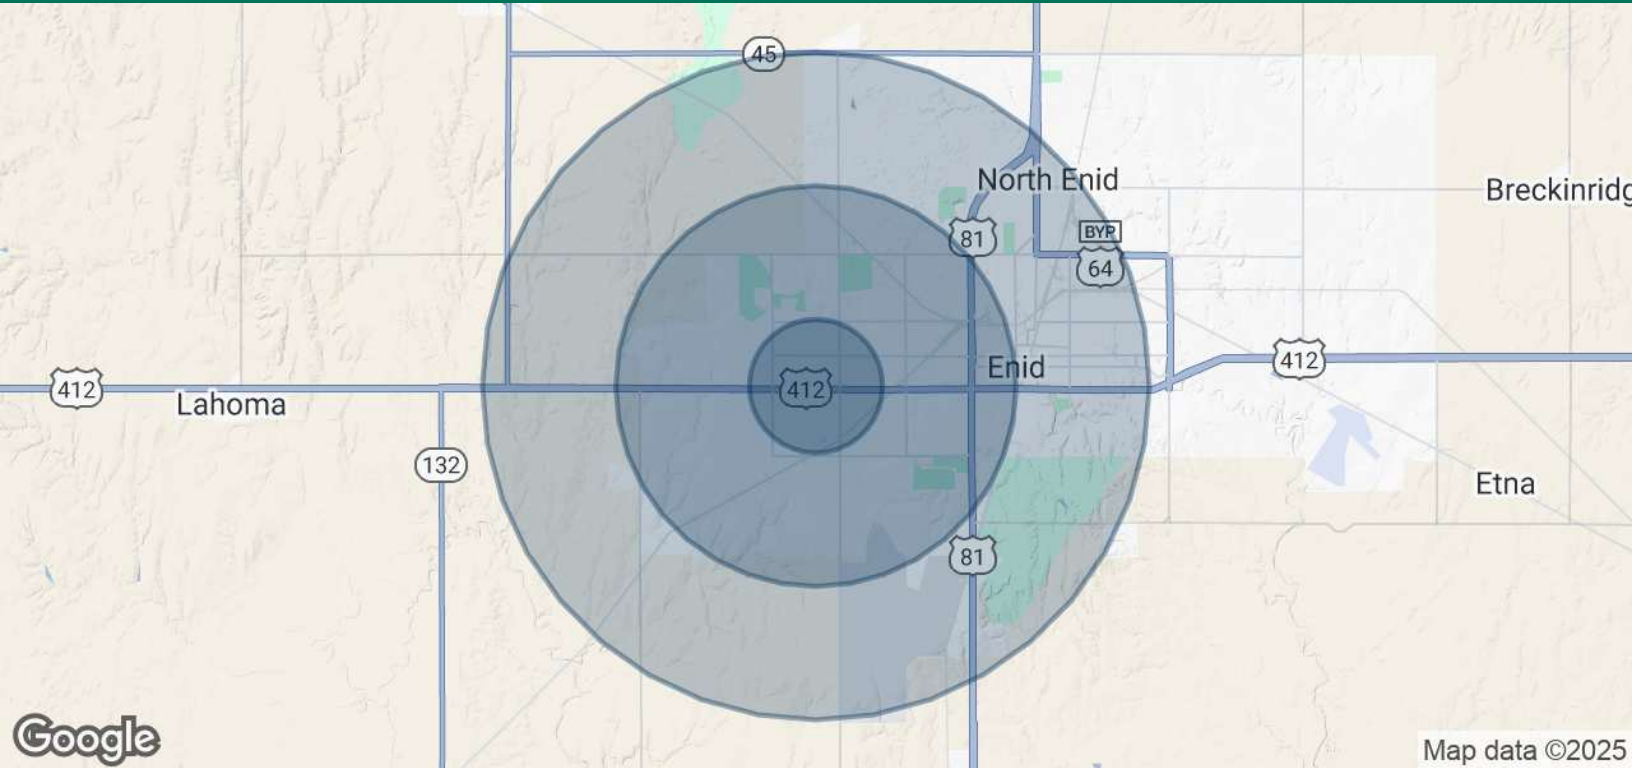 45
North Enid
Breckinridg
81
BYP
64
Enid
412
412
412
Lahoma
132
Etna
81
Google
Map data ©2025